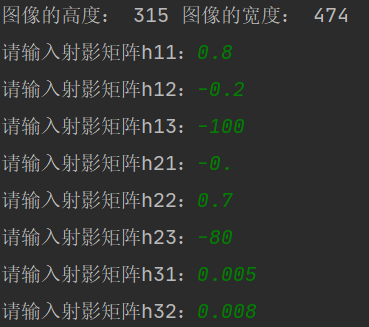 图像的高度： 315 图像的宽度： 474
请输入射影矩阵h11：0.8
请输入射影矩阵h12：-0.2
请输入射影矩阵h13：-100
请输入射影矩阵h21：-0.
请输入射影矩阵h22：0.7
请输入射影矩阵h23：-80
请输入射影矩阵h31：0.005
请输入射影矩阵h32：0.008